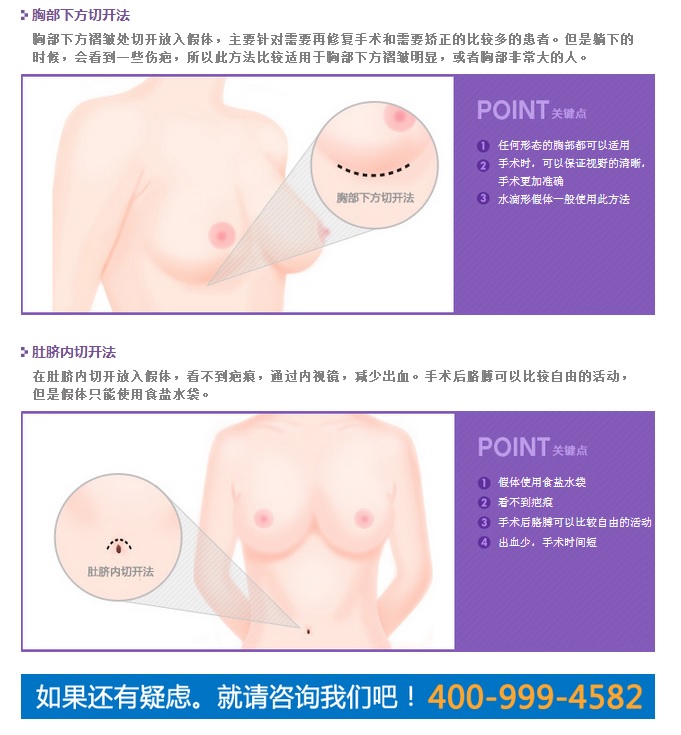 胸部下方切开法
胸部下方褶皱处切开放入假体，主要针对需要再修复手术和需要矫正的比较多的患者。但是躺下的
时候，会看到一些伤疤，所以此方法比较适用于胸部下方褶皱明显，或者胸部非常大的人。
胸部下方切开法
POINT 关键点
1 任何形态的胸部都可以适用
2 手术时，可以保证视野的清晰，
手术更加准确
3 水滴形假体一般使用此方法
肚脐内切开法
在肚脐内切开放入假体，看不到疤痕，通过内视镜，减少出血。手术后胳膊可以比较自由的活动，
但是假体只能使用食盐水袋。
肚脐内切开法
POINT 关键点
1 假体使用食盐水袋
2 看不到疤痕
3 手术后胳膊可以比较自由的活动
4 出血少，手术时间短
如果还有疑虑。就请咨询我们吧！400-999-4582